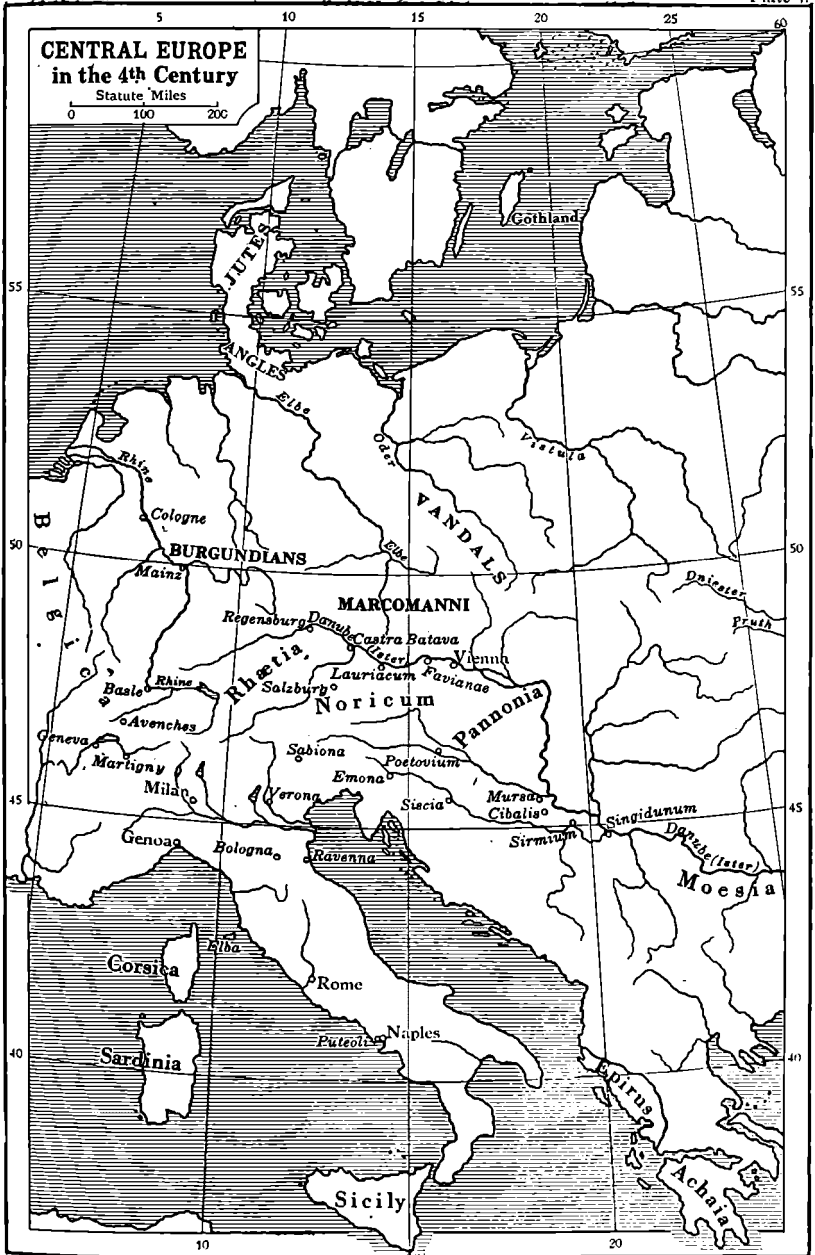 5 10 15 20 25 60
CENTRAL EUROPE
in the 4th Century
Statute Miles
0 100 200
Gothland
JUTES
55 55
ANGLES
Elbe
Oder
Vistula
Rhine
VANDALS
Cologne
Belgica
50 50
BURGUNDIANS
Elbe
Mainz
Dniester
MARCOMANNI
Pruth
Regensburg
Danube (Ister)
Castra Batava
Vienna
Rhætia
Lauriacum
Favianae
Basle
Rhine
Salzburg
Noricum
Pannonia
Avenches
Geneva
Sabiona
Poetovium
Martigny
Emona
Milan
Verona
Siscia
Mursa
45 45
Cibalis
Singidunum
Sirmium
Danube (Ister)
Genoa
Bologna
Ravenna
Moesia
Elba
Corsica
Rome
Naples
Puteoli
40 40
Sardinia
Epirus
Achaia
Sicily
10 15 20